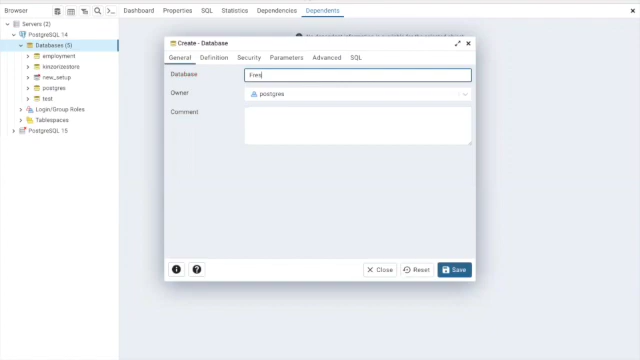 Browser
Dashboard Properties SQL Statistics Dependencies Dependents
Servers (2)
PostgreSQL 14
Databases (5)
employment
kinzorizestore
new_setup
postgres
test
Login/Group Roles
Tablespaces
PostgreSQL 15
Create - Database
General Definition Security Parameters Advanced SQL
Database
Fres
Owner
postgres
Comment
Close Reset Save